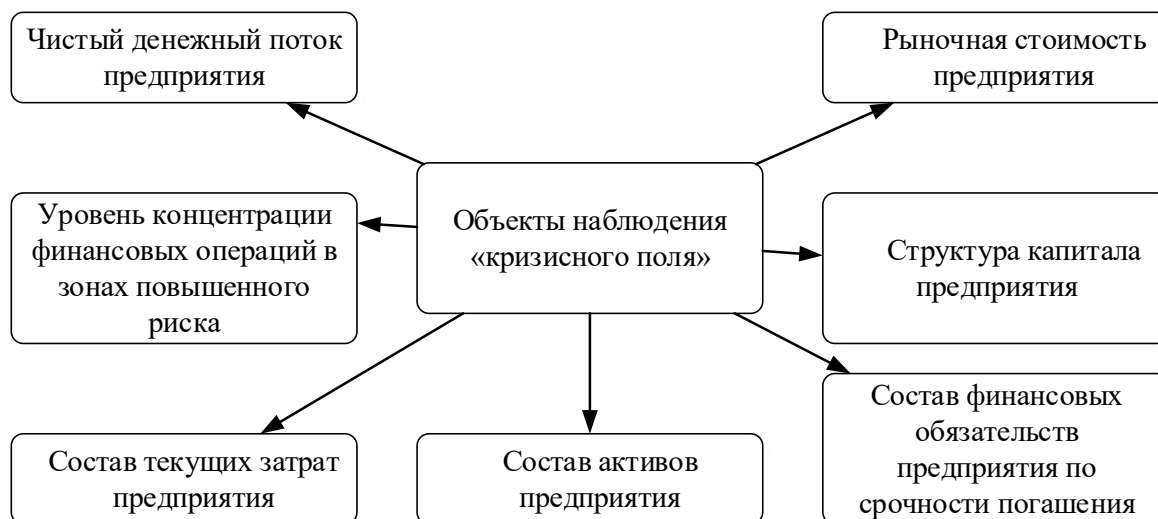 Чистый денежный поток
предприятия
Рыночная стоимость
предприятия
Уровень концентрации
финансовых операций в
зонах повышенного
риска
Объекты наблюдения
«кризисного поля»
Структура капитала
предприятия
Состав текущих затрат
предприятия
Состав активов
предприятия
Состав финансовых
обязательств
предприятия по
срочности погашения